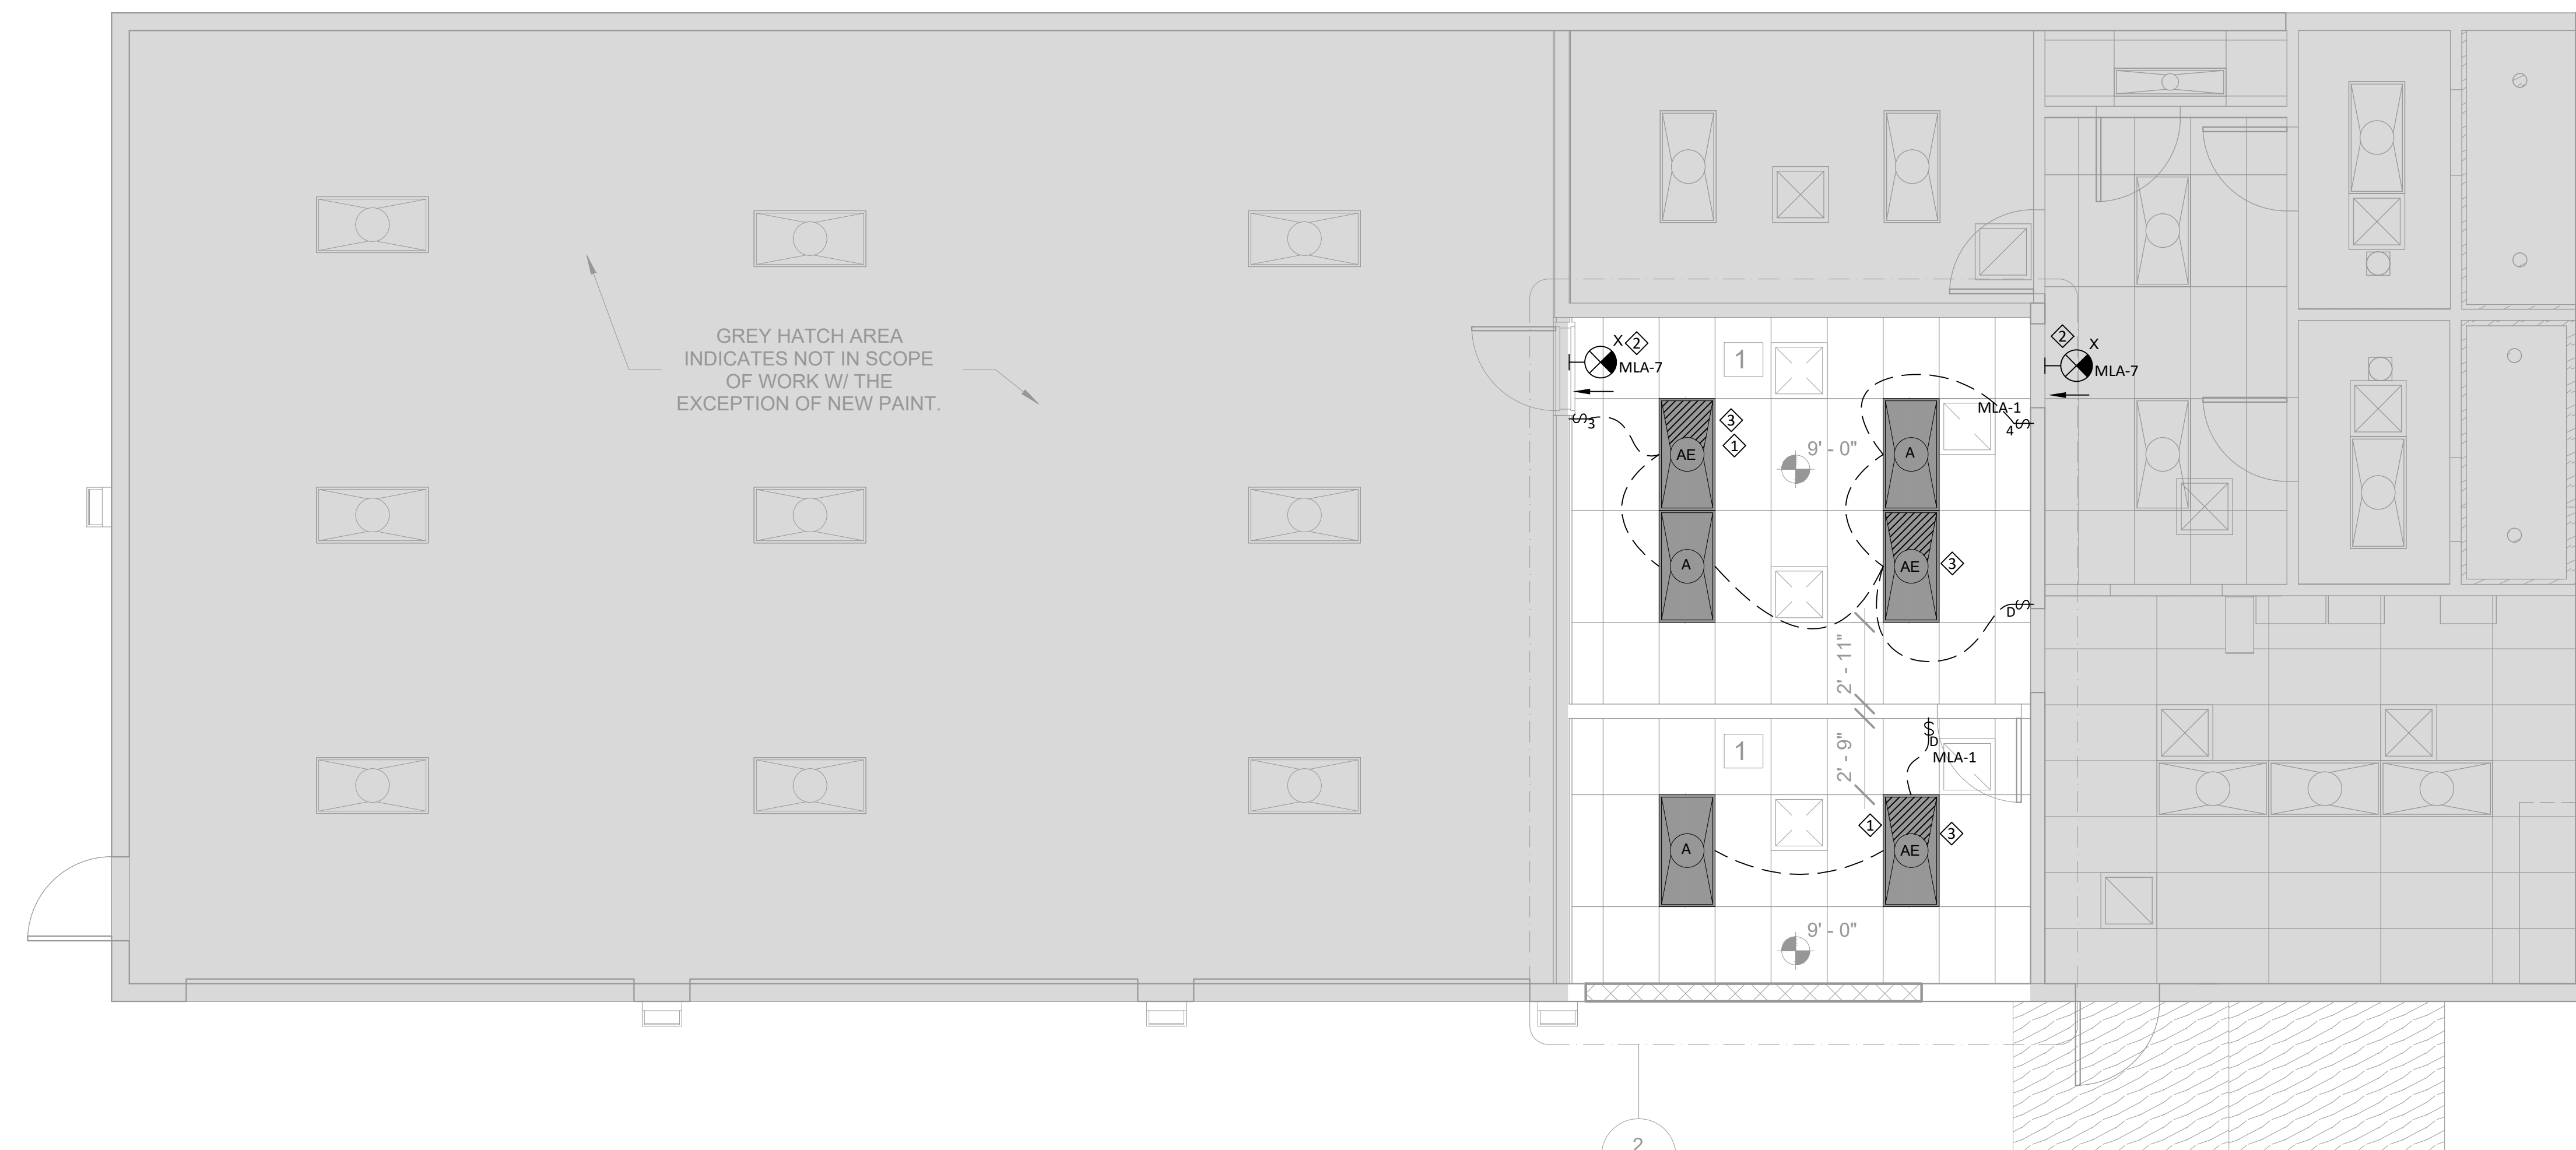 GREY HATCH AREA
INDICATES NOT IN SCOPE
OF WORK W/ THE
EXCEPTION OF NEW PAINT.
X 2
MLA-7
1
2
X
MLA-7
3
AE
3
1
9' - 0"
A
MLA-1
4
A
AE
3
D
2' - 11"
1
2' - 9"
D
MLA-1
A
1
AE
3
9' - 0"
2